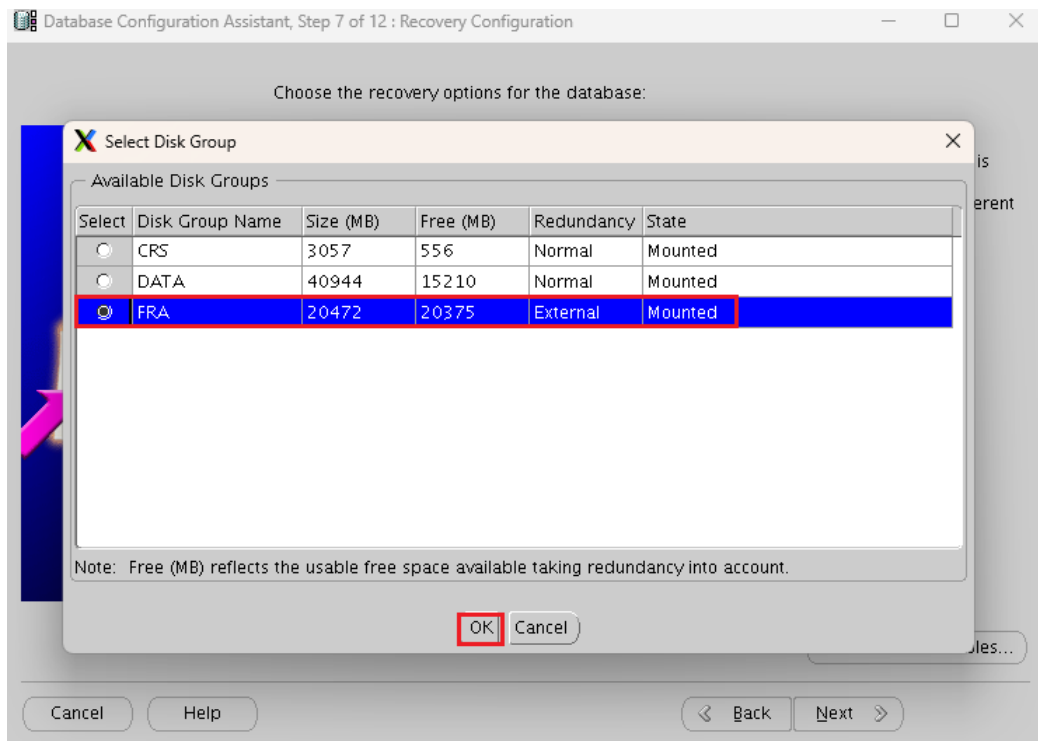 Database Configuration Assistant, Step 7 of 12 : Recovery Configuration
Choose the recovery options for the database:
is
erent
Select Disk Group
Available Disk Groups
Select Disk Group Name Size (MB) Free (MB) Redundancy State
CRS 3057 556 Normal Mounted
DATA 40944 15210 Normal Mounted
FRA 20472 20375 External Mounted
Note: Free (MB) reflects the usable free space available taking redundancy into account.
OK Cancel
Cancel Help Back Next